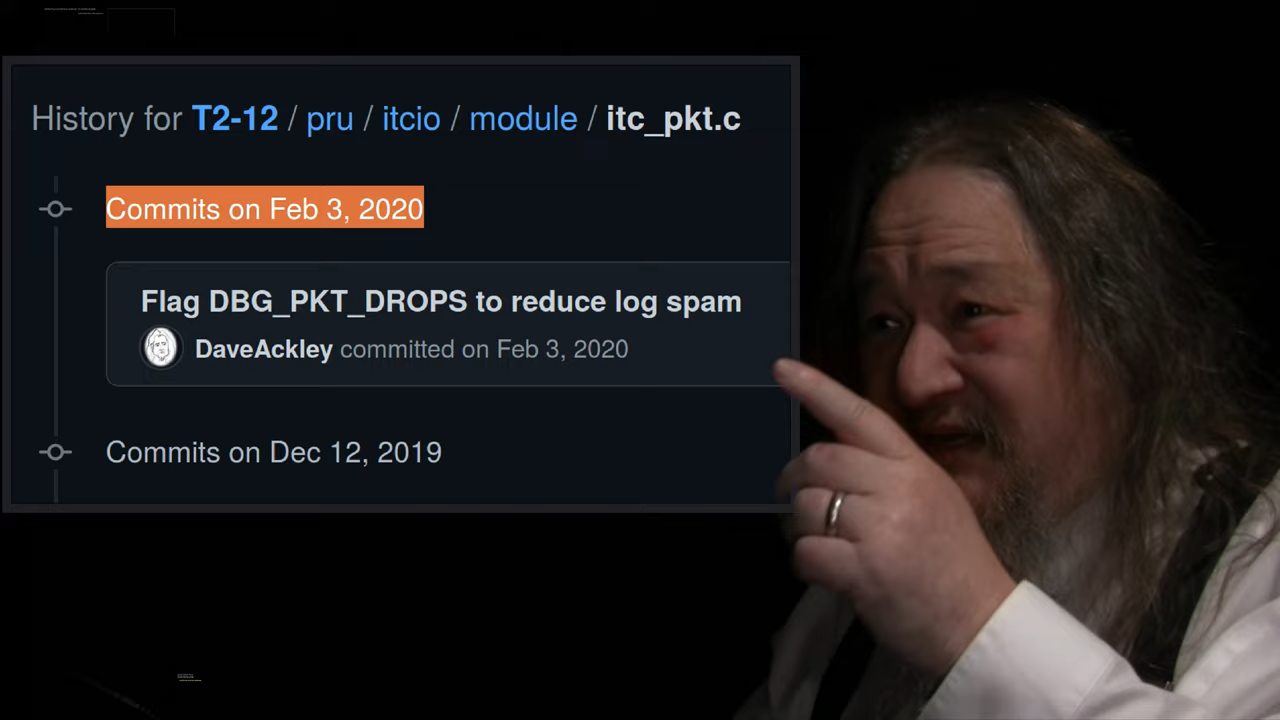 History for T2-12 / pru / itcio / module / itc_pkt.c
Commits on Feb 3, 2020
Flag DBG_PKT_DROPS to reduce log spam
DaveAckley committed on Feb 3, 2020
Commits on Dec 12, 2019